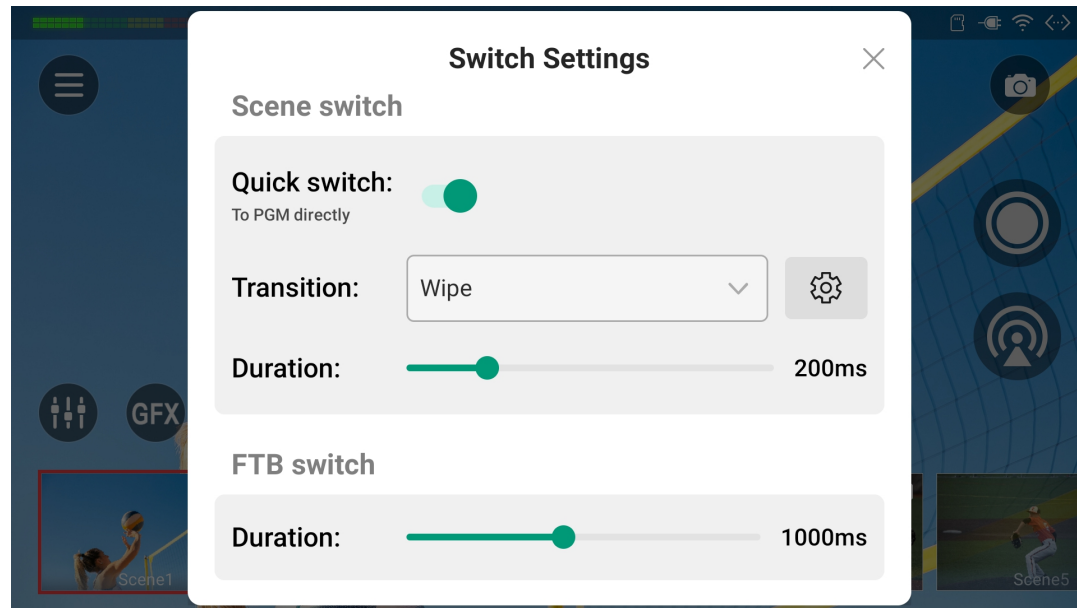 Switch Settings
Scene switch
Quick switch:
To PGM directly
Transition:
Wipe
Duration:
200ms
GFX
FTB switch
Duration:
1000ms
Scene1
Scene5